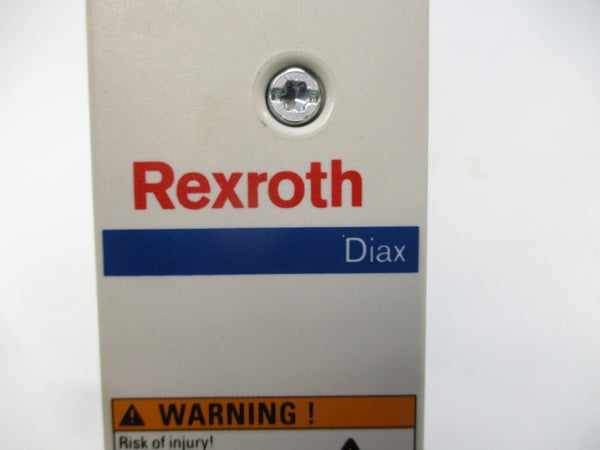 Rexroth
Diax
WARNING !
Risk of injury!